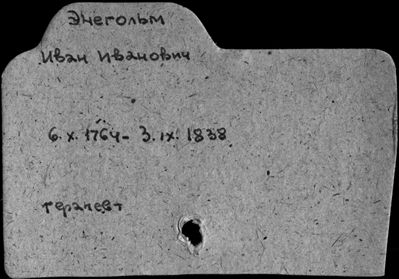 Энегольм
Иван Иванович
6. X. 1764- 3. IX. 1838
терапевт